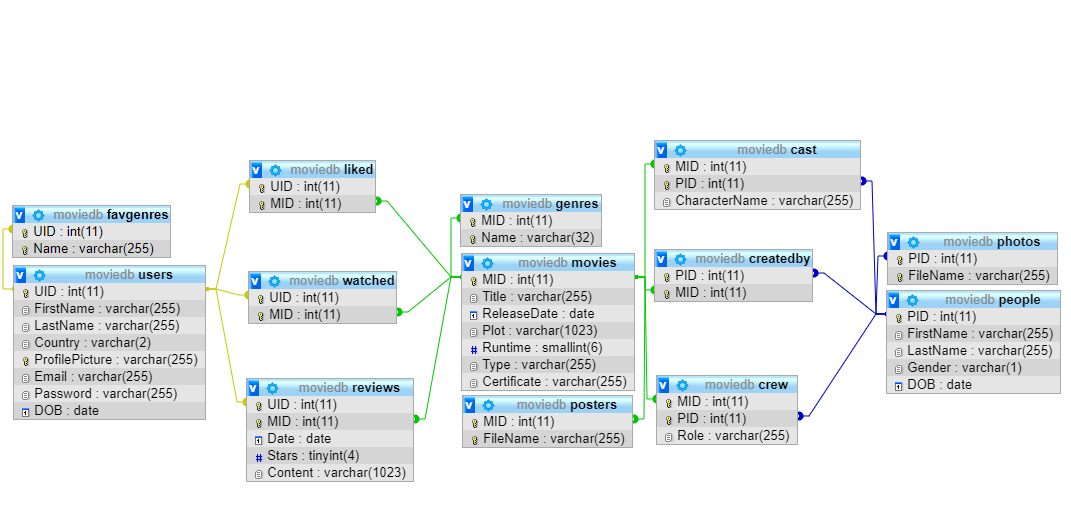 moviedb favgenres
UID : int(11)
Name : varchar(255)
moviedb users
UID : int(11)
FirstName : varchar(255)
LastName : varchar(255)
Country : varchar(2)
ProfilePicture : varchar(255)
Email : varchar(255)
Password : varchar(255)
DOB : date
moviedb liked
UID : int(11)
MID : int(11)
moviedb watched
UID : int(11)
MID : int(11)
moviedb reviews
UID : int(11)
MID : int(11)
Date : date
Stars : tinyint(4)
Content : varchar(1023)
moviedb genres
MID : int(11)
Name : varchar(32)
moviedb movies
MID : int(11)
Title : varchar(255)
ReleaseDate : date
Plot : varchar(1023)
Runtime : smallint(6)
Type : varchar(255)
Certificate : varchar(255)
moviedb posters
MID : int(11)
FileName : varchar(255)
moviedb cast
MID : int(11)
PID : int(11)
CharacterName : varchar(255)
moviedb createdby
PID : int(11)
MID : int(11)
moviedb crew
MID : int(11)
PID : int(11)
Role : varchar(255)
moviedb photos
PID : int(11)
FileName : varchar(255)
moviedb people
PID : int(11)
FirstName : varchar(255)
LastName : varchar(255)
Gender : varchar(1)
DOB : date